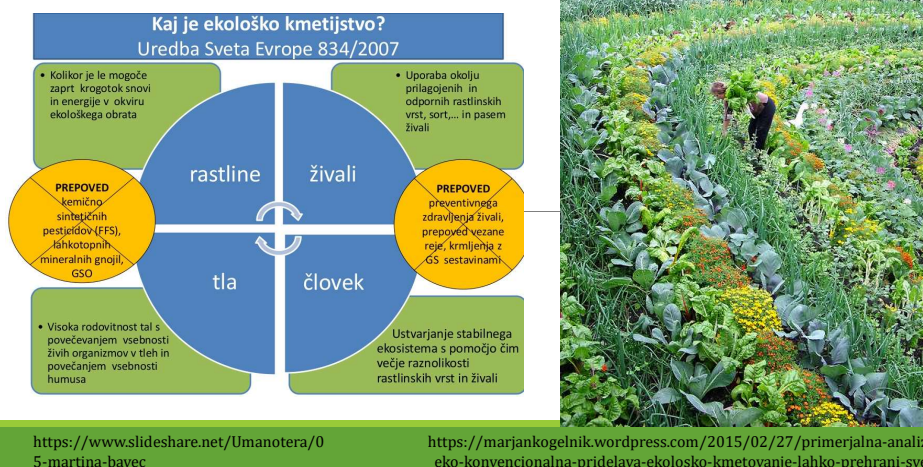 Kaj je ekološko kmetijstvo?
Uredba Sveta Evrope 834/2007
• Kolikor je le mogoče
zaprt krogotok snovi
in energije v okviru
ekološkega obrata
• Uporaba okolju
prilagojenih in
odpornih rastlinskih
vrst, sort,... in pasem
živali
rastline
živali
PREPOVED
kemično
sintetičnih
pesticidov (FFS),
lahkotopnih
mineralnih gnojil,
GSO
PREPOVED
preventivnega
zdravljenja živali,
prepoved vezane
reje, krmljenja z
GS sestavinami
tla
človek
• Visoka rodovitnost tal s
povečevanjem vsebnosti
živih organizmov v tleh in
povečanjem vsebnosti
humusa
Ustvarjanje stabilnega
ekosistema s pomočjo čim
večje raznolikosti
rastlinskih vrst in živali
https://www.slideshare.net/Umanotera/0
5-martina-bavec
https://marjankogelnik.wordpress.com/2015/02/27/primerjalna-analiz
eko-konvencionalna-pridelava-ekolosko-kmetovanje-lahko-prehrani-sve